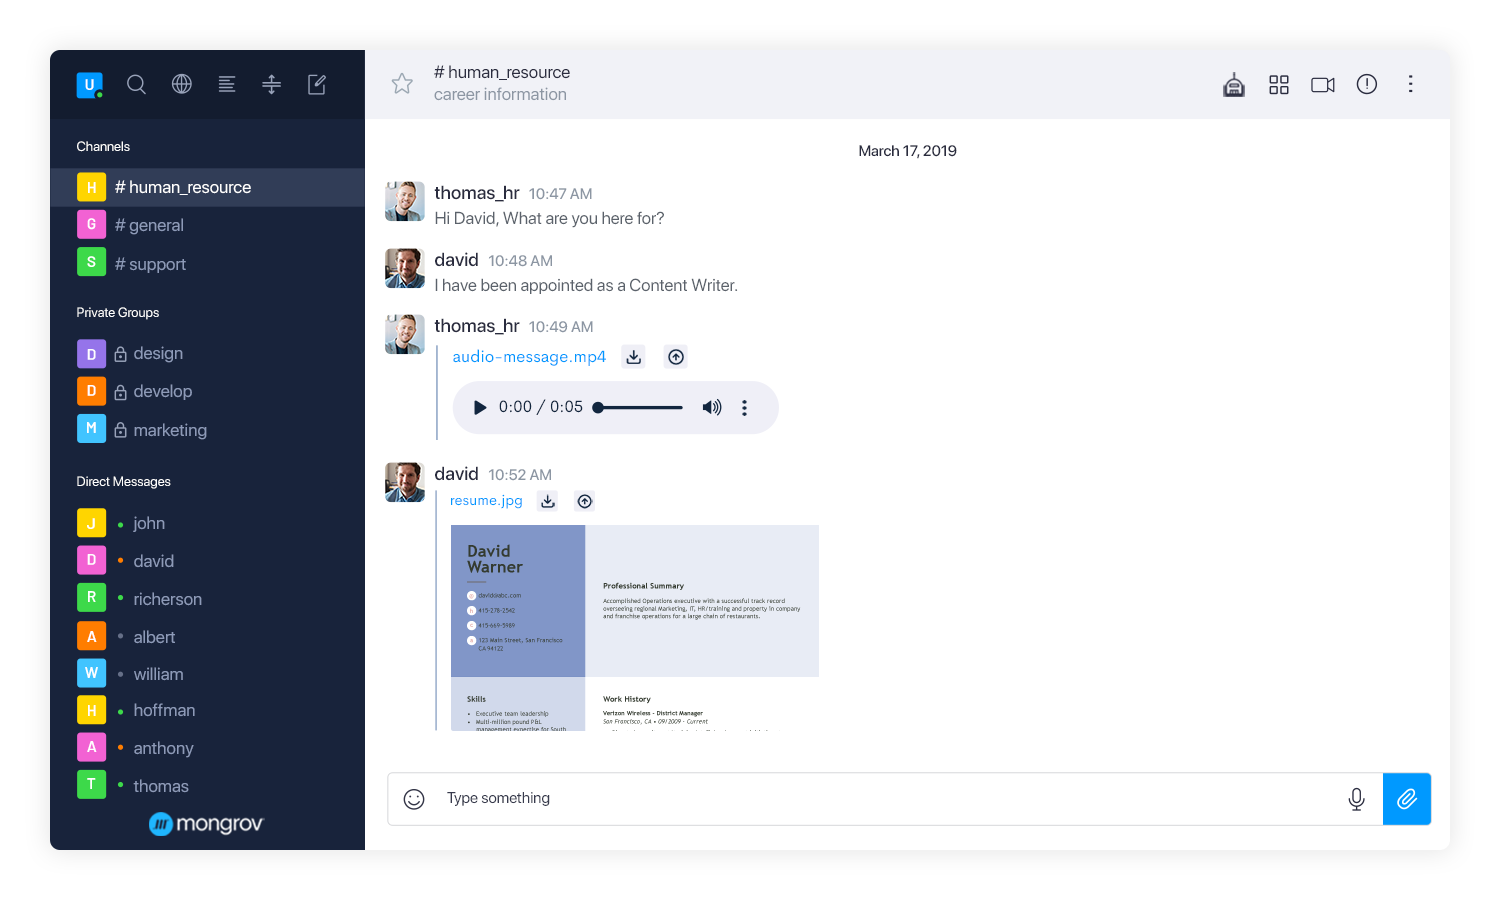 U
Channels
H # human_resource
G # general
S # support
Private Groups
D design
D develop
M marketing
Direct Messages
J john
D david
R richerson
A albert
W william
H hoffman
A anthony
T thomas
mongrov
# human_resource
career information
March 17, 2019
thomas_hr 10:47 AM
Hi David, What are you here for?
david 10:48 AM
I have been appointed as a Content Writer.
thomas_hr 10:49 AM
audio-message.mp4
0:00 / 0:05
david 10:52 AM
resume.jpg
David
Warner
david@abc.com
415-278-2542
415-669-5989
123 Main Street, San Francisco
CA 94122
Professional Summary
Accomplished Operations executive with a successful track record
overseeing regional Marketing, IT, HR/training and property in company
and franchise operations for a large chain of restaurants.
Skills
• Executive team leadership
• Multi-million pound P&L
management expertise for South
Work History
Verizon Wireless - District Manager
San Francisco, CA • 09/2009 - Current
Type something